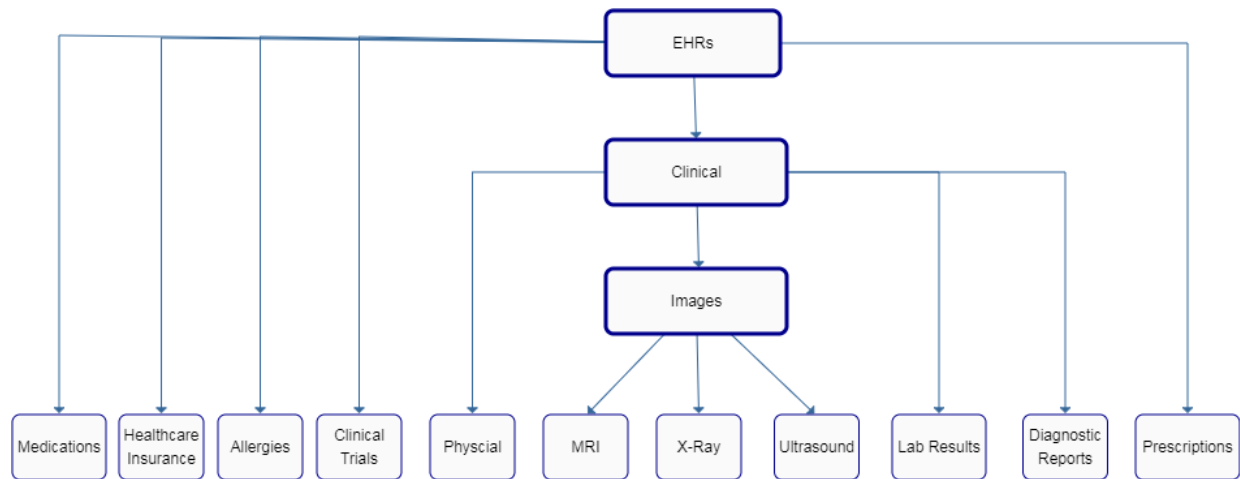 EHRs
Clinical
Images
Medications
Healthcare
Insurance
Allergies
Clinical
Trials
Physcial
MRI
X-Ray
Ultrasound
Lab Results
Diagnostic
Reports
Prescriptions